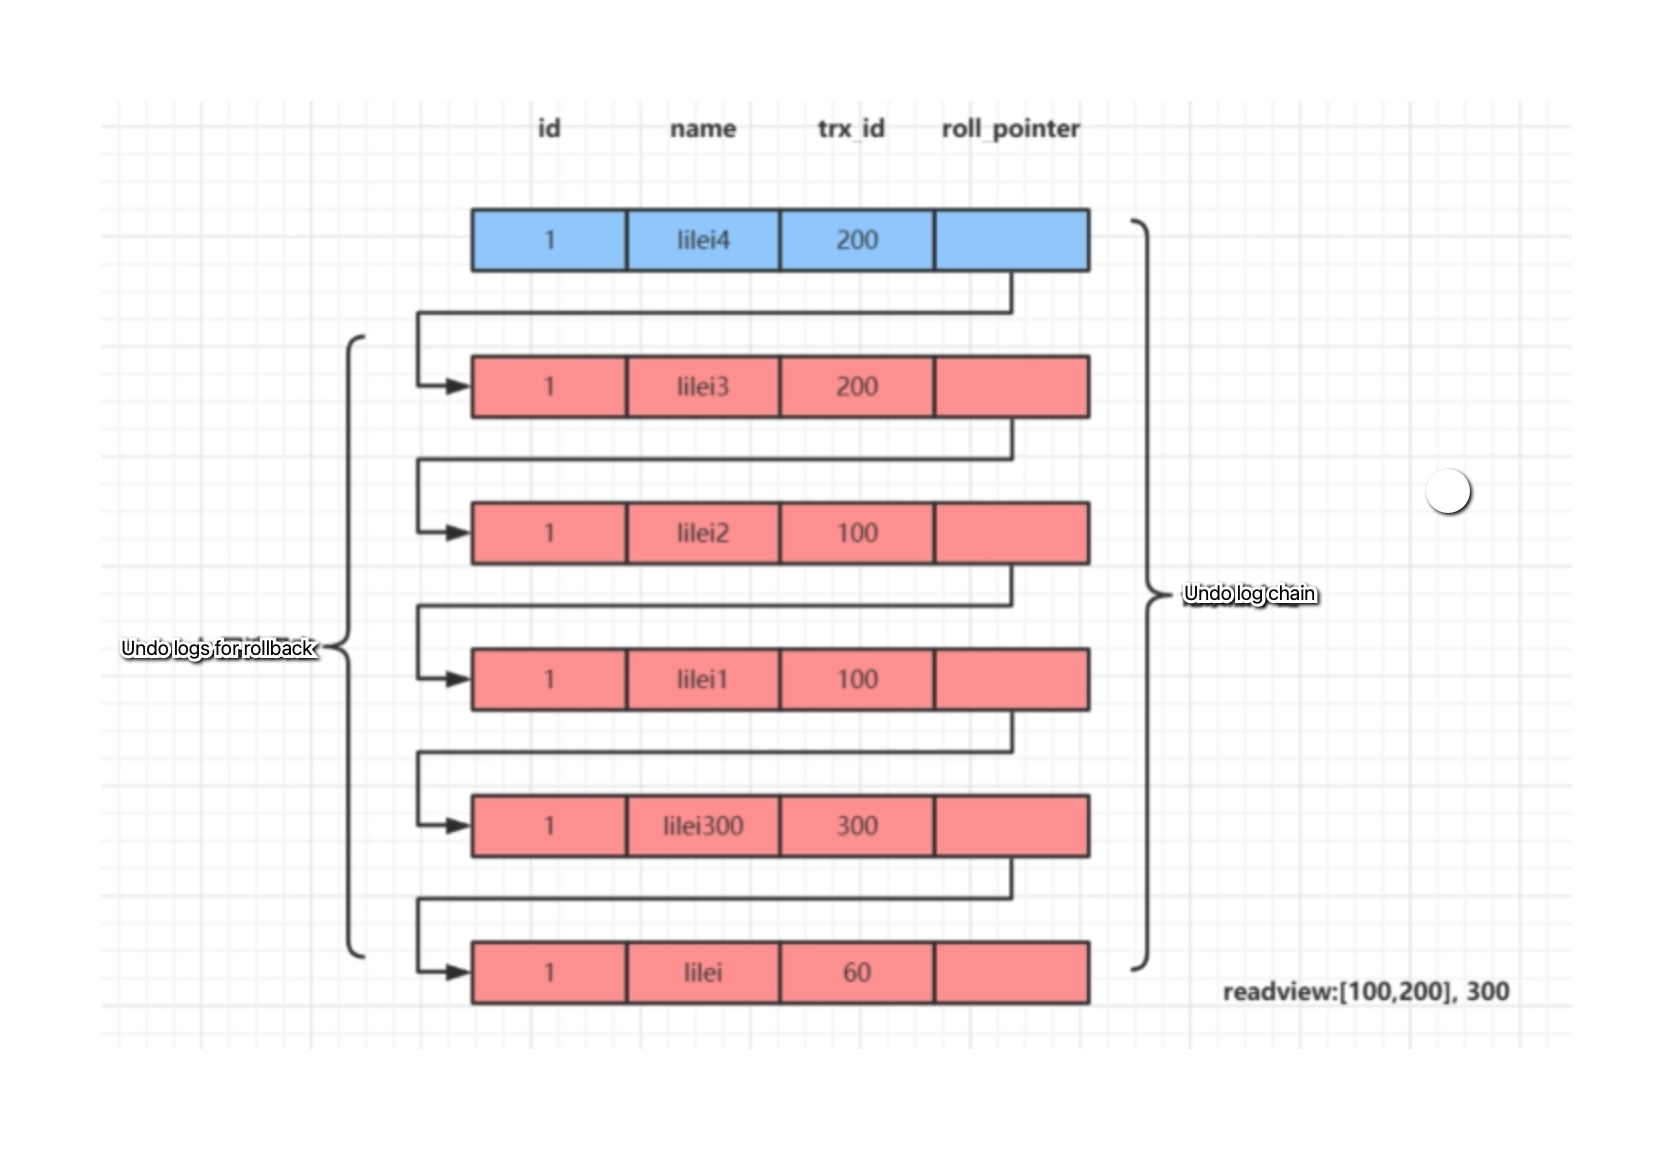 id name trx_id roll_pointer
1 lilei4 200
1 lilei3 200
1 lilei2 100
Undo log chain
Undo logs for rollback
1 lilei1 100
1 lilei300 300
1 lilei 60
readview:[100,200], 300